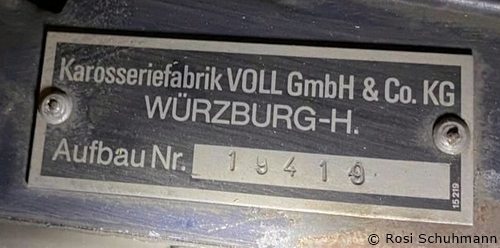 Karosseriefabrik VOLL GmbH & Co. KG
WÜRZBURG-H.
Aufbau Nr. 19419
15 219
© Rosi Schuhmann